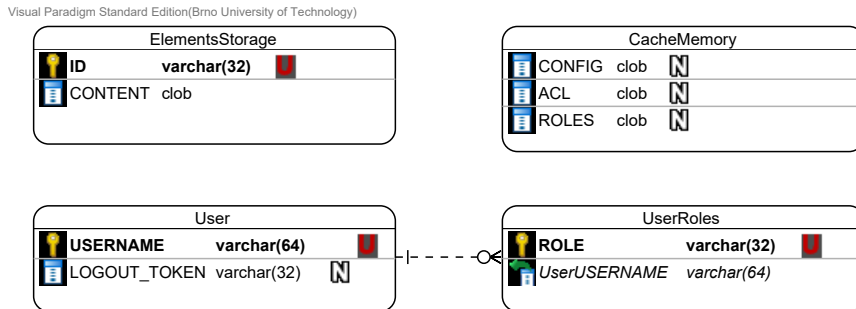 Visual Paradigm Standard Edition(Brno University of Technology)
ElementsStorage
ID varchar(32) U
CONTENT clob
CacheMemory
CONFIG clob N
ACL clob N
ROLES clob N
User
USERNAME varchar(64) U
LOGOUT_TOKEN varchar(32) N
UserRoles
ROLE varchar(32) U
UserUSERNAME varchar(64)